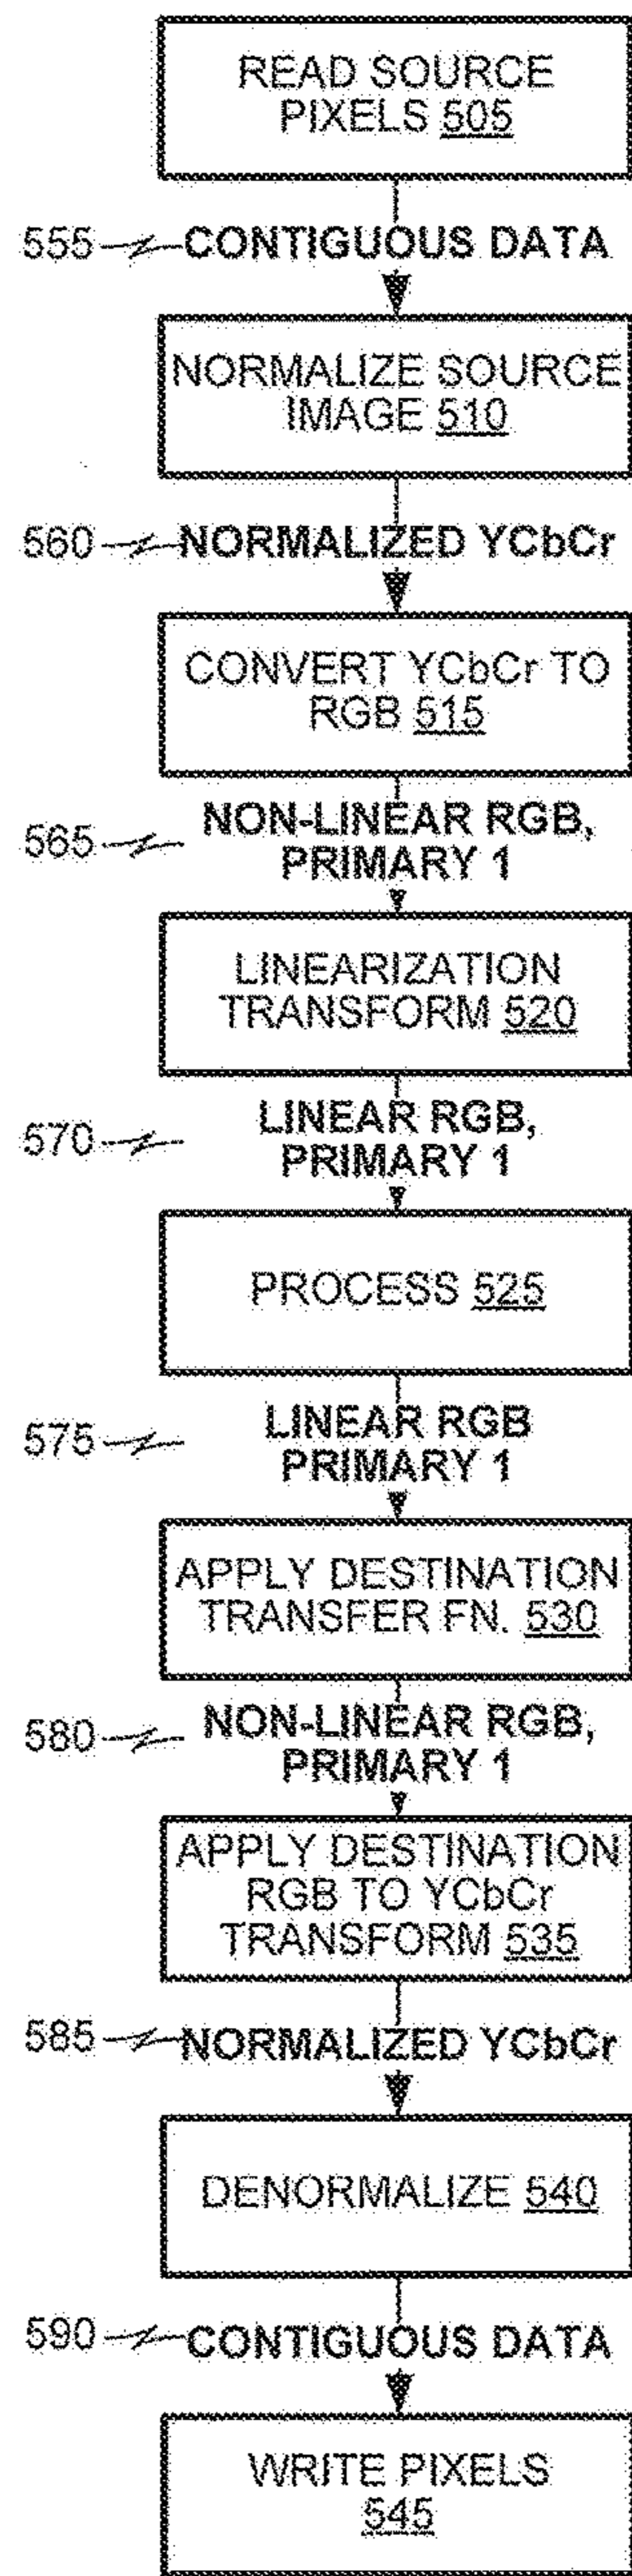 READ SOURCE
PIXELS 505
555 CONTIGUOUS DATA
NORMALIZE SOURCE
IMAGE 510
560 NORMALIZED YCbCr
CONVERT YCbCr TO
RGB 515
565 NON-LINEAR RGB,
PRIMARY 1
LINEARIZATION
TRANSFORM 520
570 LINEAR RGB,
PRIMARY 1
PROCESS 525
575 LINEAR RGB
PRIMARY 1
APPLY DESTINATION
TRANSFER FN. 530
580 NON-LINEAR RGB,
PRIMARY 1
APPLY DESTINATION
RGB TO YCbCr
TRANSFORM 535
585 NORMALIZED YCbCr
DENORMALIZE 540
590 CONTIGUOUS DATA
WRITE PIXELS
545